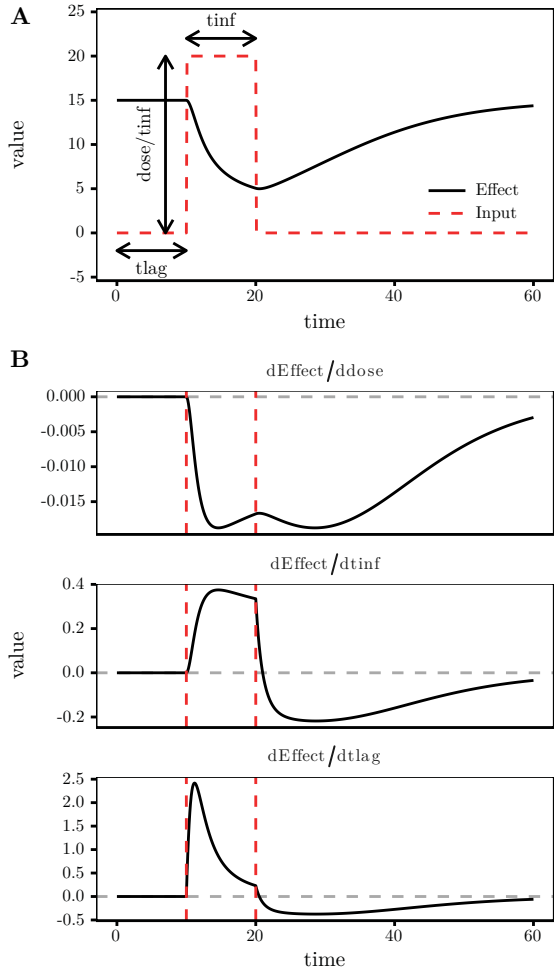 A
tinf
25
20
15
10
5
0
-5
value
dose/tinf
tlag
Effect
Input
0
20
40
60
time
B
dEffect/ddose
0.000
-0.005
-0.010
-0.015
dEffect/dtinf
0.4
0.2
0.0
-0.2
value
dEffect/dtlag
2.5
2.0
1.5
1.0
0.5
0.0
-0.5
0
20
40
60
time